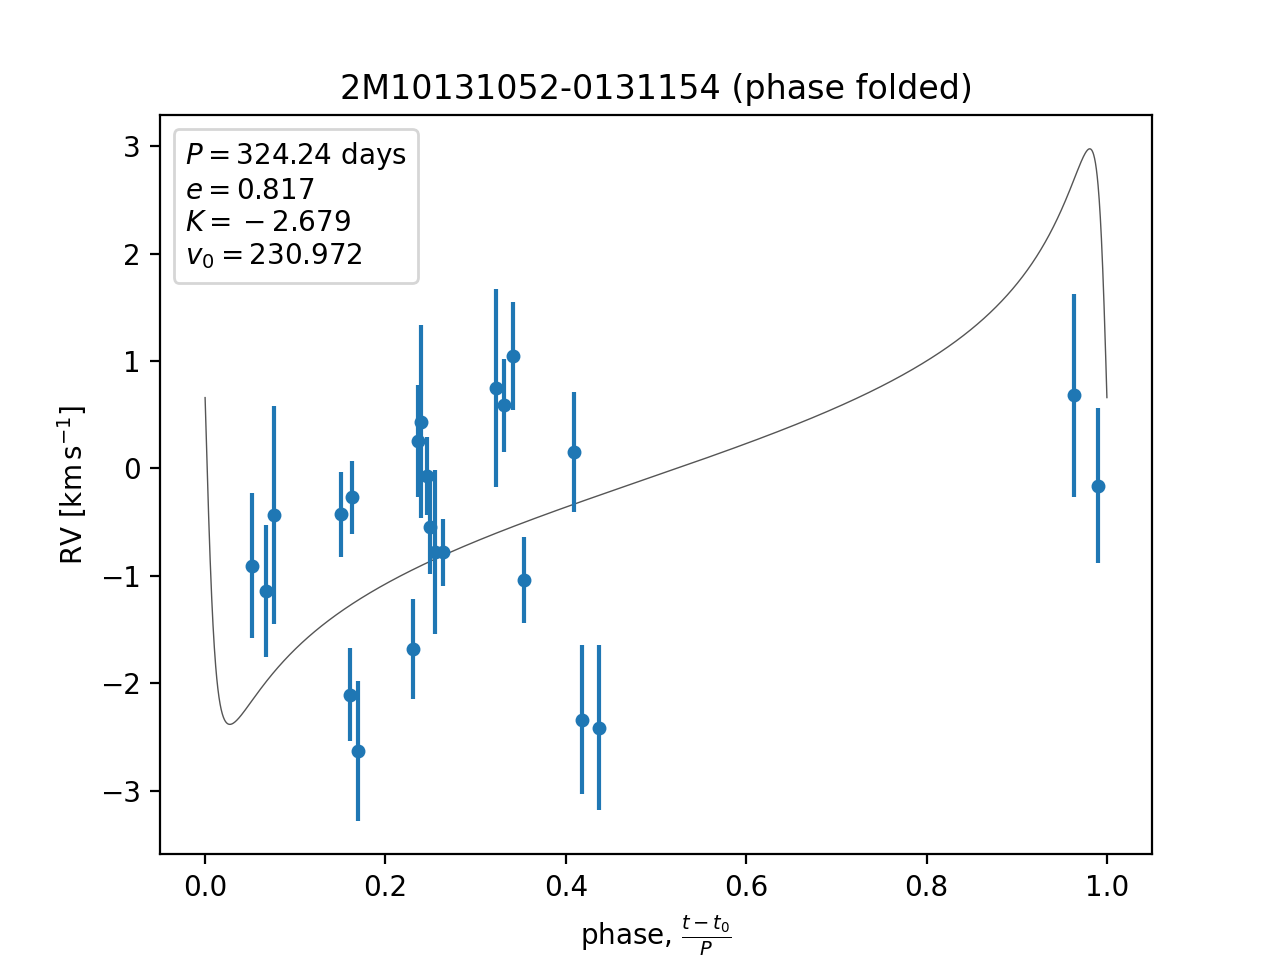 2M10131052-0131154 (phase folded)
P = 324.24 days
e = 0.817
K = −2.679
v₀ = 230.972
3
2
1
0
−1
−2
−3
RV [km s⁻¹]
0.0 0.2 0.4 0.6 0.8 1.0
phase, (t − t₀)/P